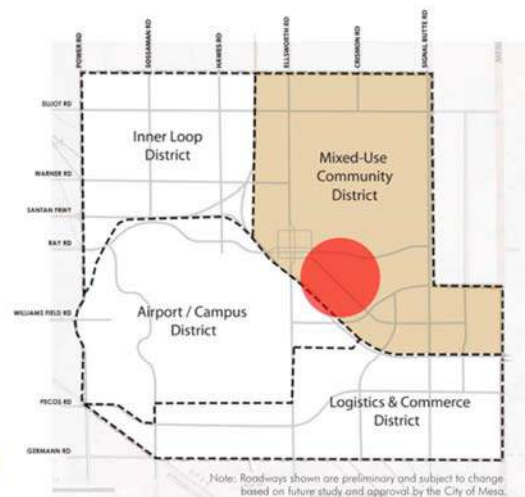 POWER RD
SOSSAMAN RD
HAWES RD
ELLSWORTH RD
CRISMON RD
SIGNAL BUTTE RD
MERI
ELLIOT RD
WARNER RD
SANTAN FRWY
RAY RD
WILLIAMS FIELD RD
PECOS RD
GERMANN RD
Inner Loop
District
Mixed-Use
Community
District
Airport / Campus
District
Logistics & Commerce
District
Note: Roadways shown are preliminary and subject to change
based on future study and approval by the City of Mesa.